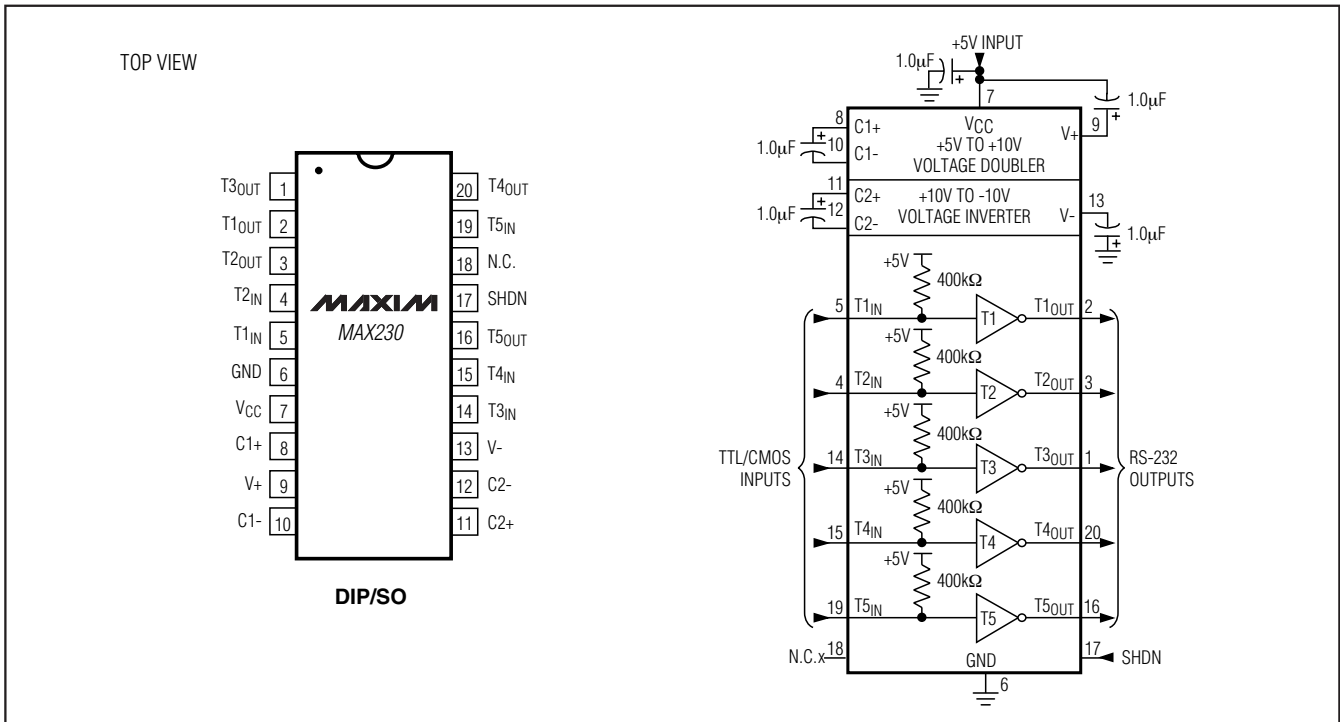 TOP VIEW
T3OUT 1
T1OUT 2
T2OUT 3
T2IN 4
T1IN 5
GND 6
VCC 7
C1+ 8
V+ 9
C1- 10
20 T4OUT
19 T5IN
18 N.C.
17 SHDN
16 T5OUT
15 T4IN
14 T3IN
13 V-
12 C2-
11 C2+
MAXIM
MAX230
DIP/SO
+5V INPUT
1.0µF
+
7
1.0µF
+
8 C1+
1.0µF
+
10 C1-
VCC
+5V TO +10V
VOLTAGE DOUBLER
V+ 9
11 C2+
1.0µF
+
12 C2-
+10V TO -10V
VOLTAGE INVERTER
V- 13
1.0µF
+
+5V
400kΩ
5 T1IN T1 T1OUT 2
+5V
400kΩ
4 T2IN T2 T2OUT 3
+5V
400kΩ
TTL/CMOS
INPUTS
14 T3IN T3 T3OUT 1
RS-232
OUTPUTS
+5V
400kΩ
15 T4IN T4 T4OUT 20
+5V
400kΩ
19 T5IN T5 T5OUT 16
N.C.x 18
GND
17 SHDN
6